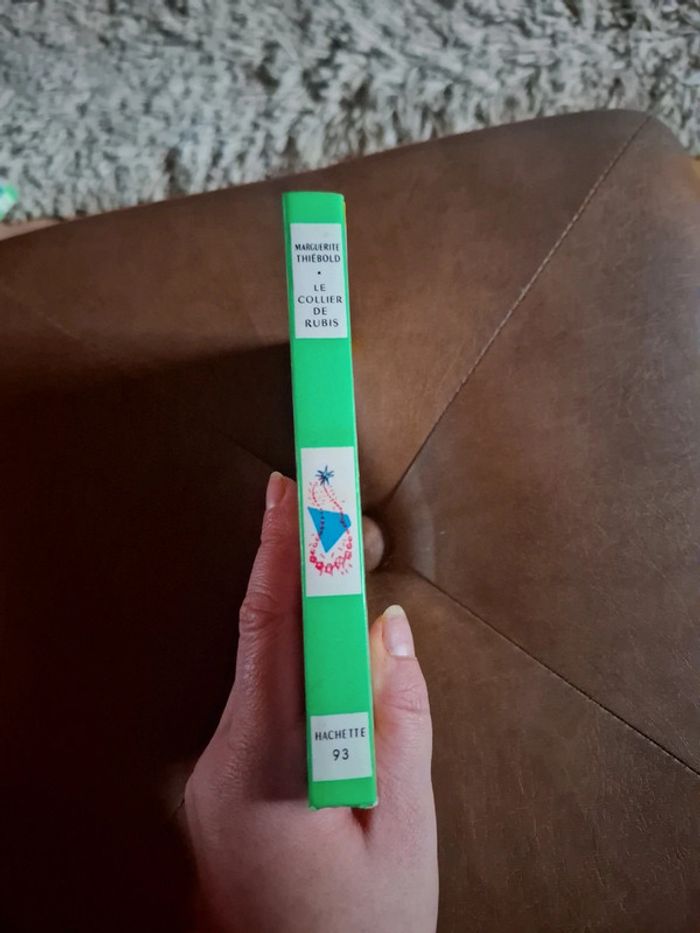 MARGUERITE
THIÉBOLD
•
LE
COLLIER
DE
RUBIS
HACHETTE
93